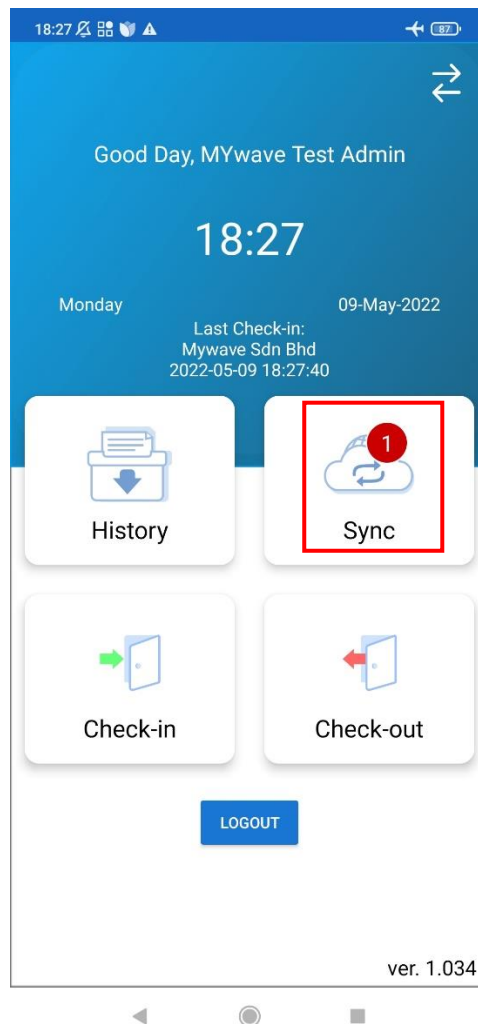 18:27
87
Good Day, MYwave Test Admin
18:27
Monday
09-May-2022
Last Check-in:
Mywave Sdn Bhd
2022-05-09 18:27:40
1
History
Sync
Check-in
Check-out
LOGOUT
ver. 1.034